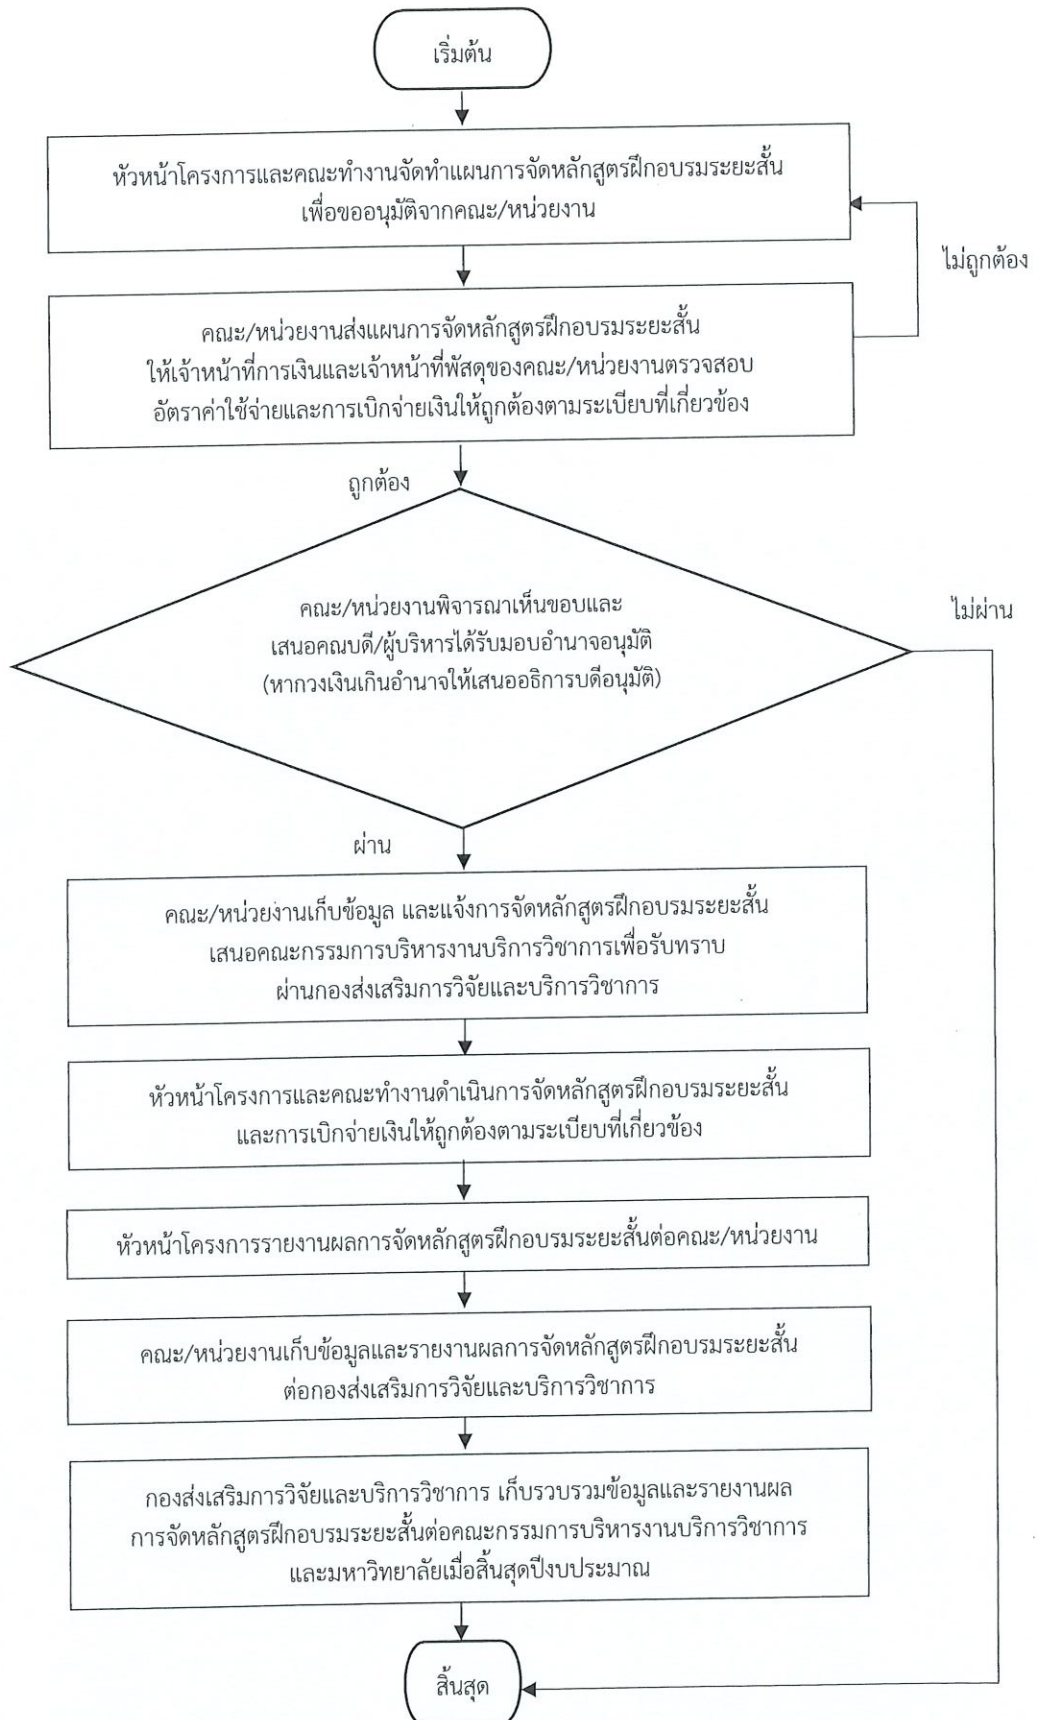 เริ่มต้น
หัวหน้าโครงการและคณะทำงานจัดทำแผนการจัดหลักสูตรฝึกอบรมระยะสั้น
เพื่อขออนุมัติจากคณะ/หน่วยงาน
ไม่ถูกต้อง
คณะ/หน่วยงานส่งแผนการจัดหลักสูตรฝึกอบรมระยะสั้น
ให้เจ้าหน้าที่การเงินและเจ้าหน้าที่พัสดุของคณะ/หน่วยงานตรวจสอบ
อัตราค่าใช้จ่ายและการเบิกจ่ายเงินให้ถูกต้องตามระเบียบที่เกี่ยวข้อง
ถูกต้อง
คณะ/หน่วยงานพิจารณาเห็นชอบและ
เสนอคณบดี/ผู้บริหารได้รับมอบอำนาจอนุมัติ
(หากวงเงินเกินอำนาจให้เสนออธิการบดีอนุมัติ)
ไม่ผ่าน
ผ่าน
คณะ/หน่วยงานเก็บข้อมูล และแจ้งการจัดหลักสูตรฝึกอบรมระยะสั้น
เสนอคณะกรรมการบริหารงานบริการวิชาการเพื่อรับทราบ
ผ่านกองส่งเสริมการวิจัยและบริการวิชาการ
หัวหน้าโครงการและคณะทำงานดำเนินการจัดหลักสูตรฝึกอบรมระยะสั้น
และการเบิกจ่ายเงินให้ถูกต้องตามระเบียบที่เกี่ยวข้อง
หัวหน้าโครงการรายงานผลการจัดหลักสูตรฝึกอบรมระยะสั้นต่อคณะ/หน่วยงาน
คณะ/หน่วยงานเก็บข้อมูลและรายงานผลการจัดหลักสูตรฝึกอบรมระยะสั้น
ต่อกองส่งเสริมการวิจัยและบริการวิชาการ
กองส่งเสริมการวิจัยและบริการวิชาการ เก็บรวบรวมข้อมูลและรายงานผล
การจัดหลักสูตรฝึกอบรมระยะสั้นต่อคณะกรรมการบริหารงานบริการวิชาการ
และมหาวิทยาลัยเมื่อสิ้นสุดปีงบประมาณ
สิ้นสุด